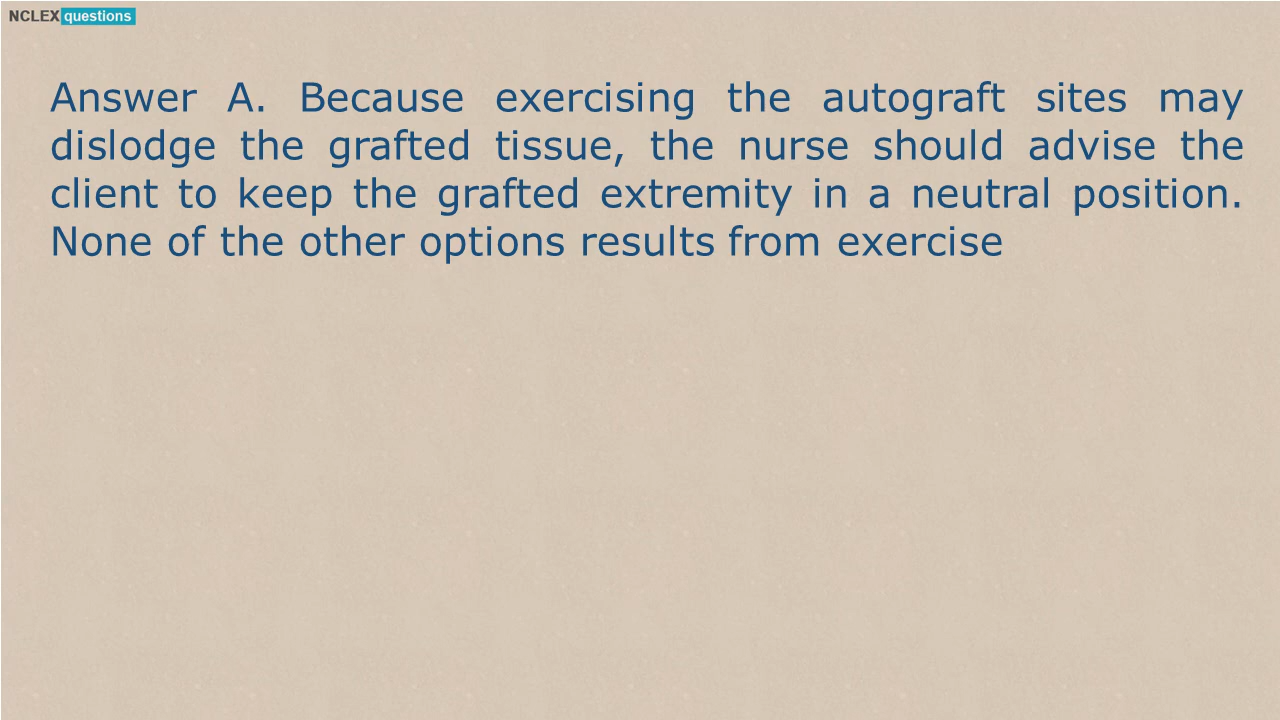 NCLEX questions
Answer A. Because exercising the autograft sites may
dislodge the grafted tissue, the nurse should advise the
client to keep the grafted extremity in a neutral position.
None of the other options results from exercise